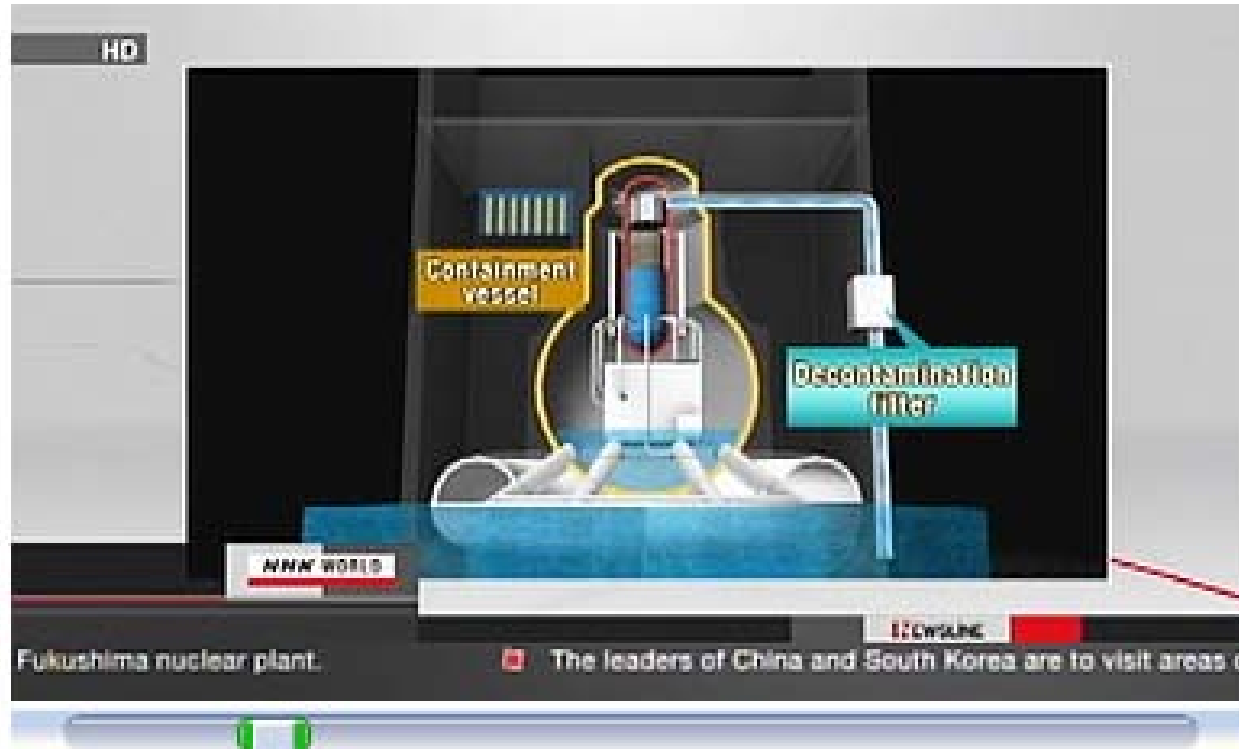 HD
Containment
vessel
Decontamination
filter
NHK WORLD
NEWSLINE
Fukushima nuclear plant.
The leaders of China and South Korea are to visit areas